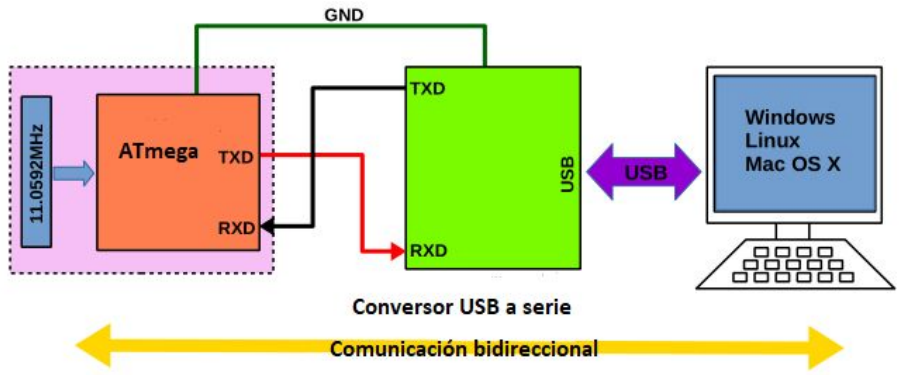 GND
11.0592MHz
ATmega
TXD
RXD
TXD
RXD
USB
USB
Windows
Linux
Mac OS X
Conversor USB a serie
Comunicación bidireccional